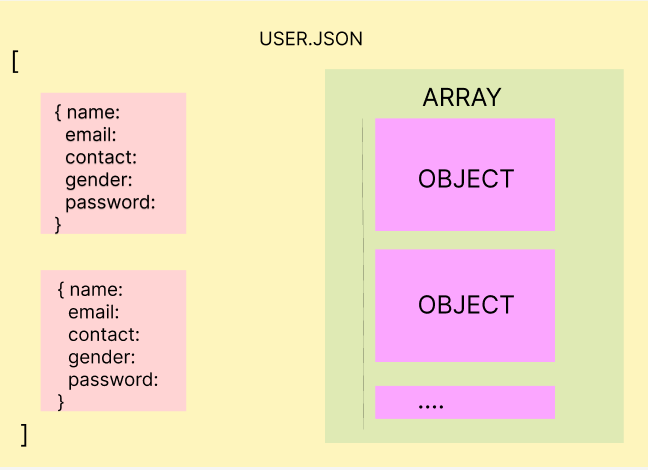 USER.JSON
[
{ name:
email:
contact:
gender:
password:
}
{ name:
email:
contact:
gender:
password:
}
]
ARRAY
OBJECT
OBJECT
....